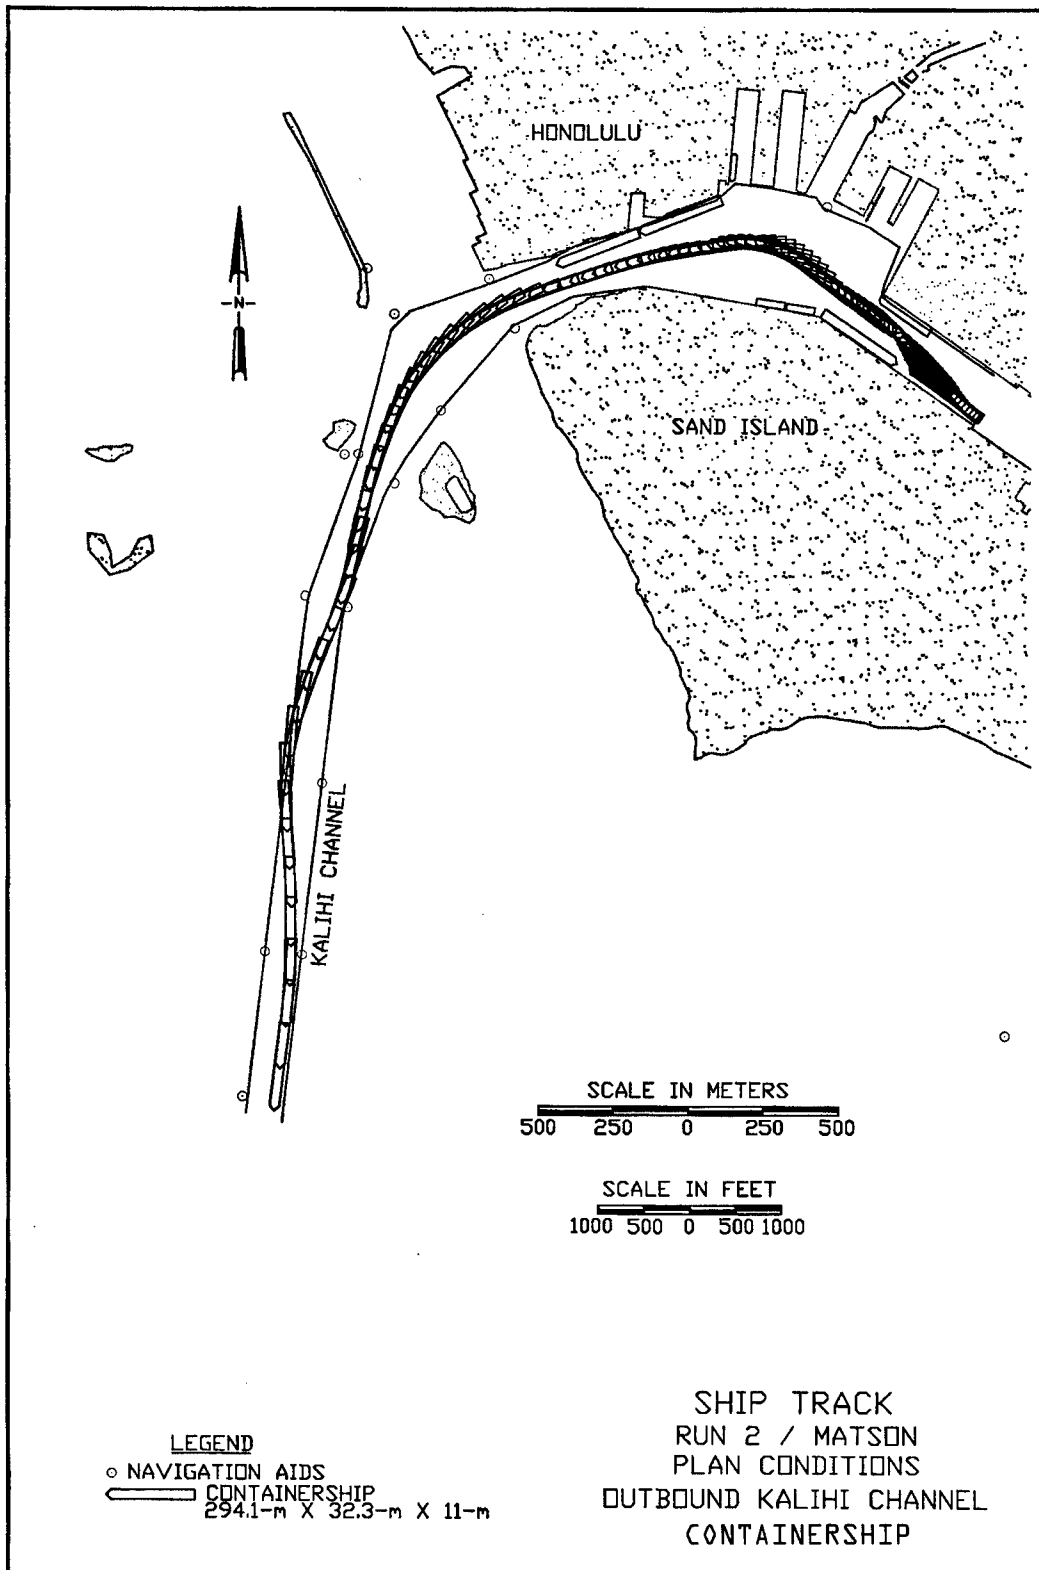 HONOLULU
-N-
SAND ISLAND
KALIHI CHANNEL
SCALE IN METERS
500 250 0 250 500
SCALE IN FEET
1000 500 0 500 1000
SHIP TRACK
RUN 2 / MATSON
PLAN CONDITIONS
OUTBOUND KALIHI CHANNEL
CONTAINERSHIP
LEGEND
NAVIGATION AIDS
CONTAINERSHIP
294.1-m X 32.3-m X 11-m